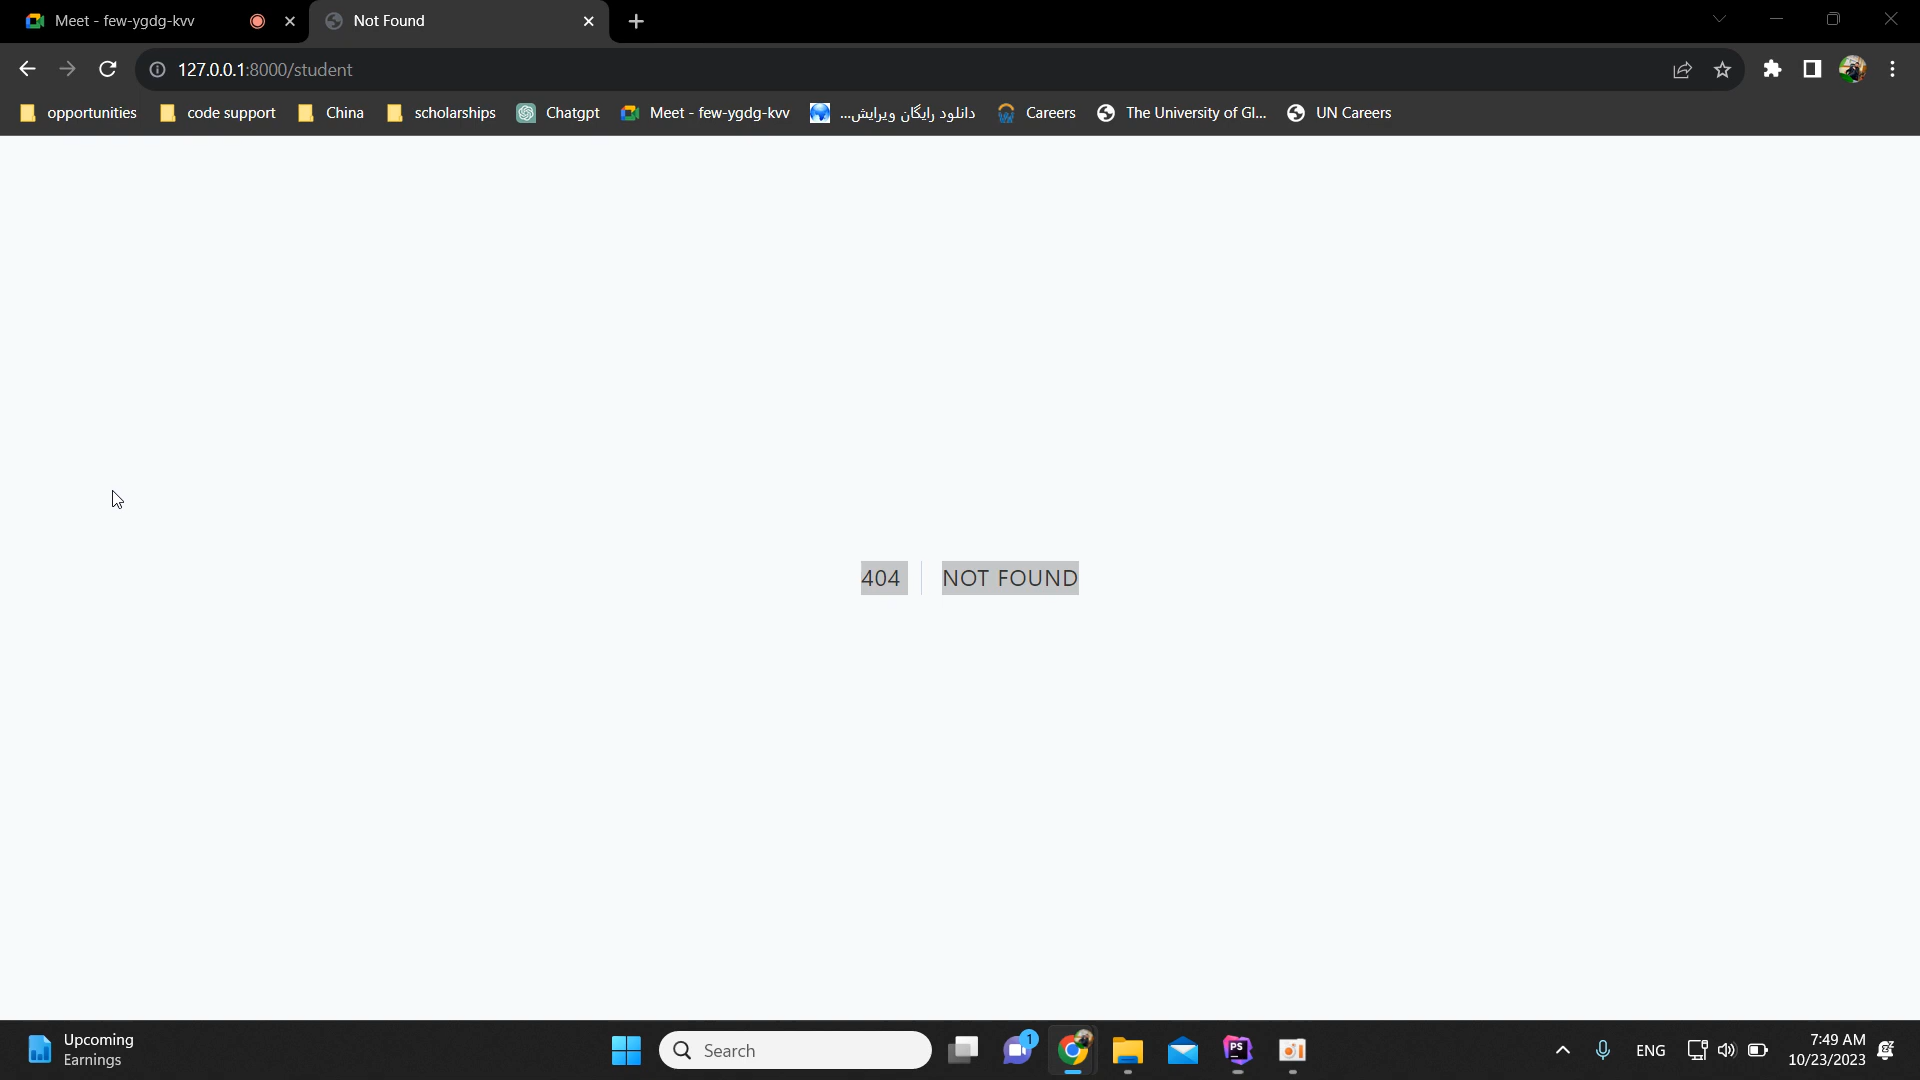 Meet - few-ygdg-kvv
Not Found
127.0.0.1:8000/student
opportunities
code support
China
scholarships
Chatgpt
Meet - few-ygdg-kvv
دانلود رایگان ویرایش...
Careers
The University of Gl...
UN Careers
404
NOT FOUND
Upcoming
Earnings
Search
1
PS
ENG
7:49 AM
10/23/2023